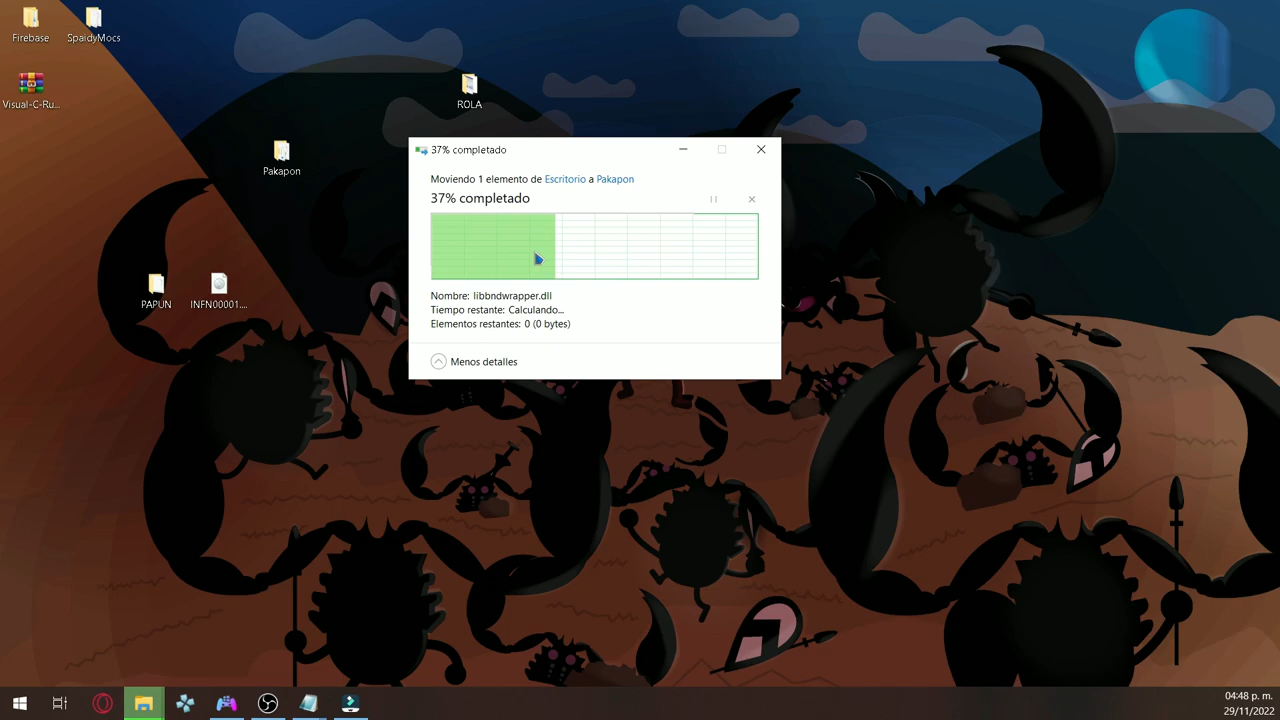 Firebase
SpaidyMocs
Visual-C-Ru...
ROLA
Pakapon
PAPUN
INFN00001....
37% completado
Moviendo 1 elemento de Escritorio a Pakapon
37% completado
Nombre: libbndwrapper.dll
Tiempo restante: Calculando...
Elementos restantes: 0 (0 bytes)
Menos detalles
04:48 p. m.
29/11/2022